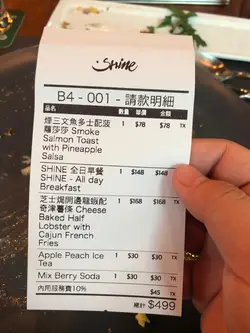 Shine
B4 - 001 - 請款明細
品名 數量 單價 金額
煙三文魚多士配菠 1 $78 $78 TX
蘿莎莎 Smoke
Salmon Toast
with Pineapple
Salsa
SHINE 全日早餐 1 $148 $148 TX
SHINE - All day
Breakfast
芝士焗開邊龍蝦配 1 $168 $168 TX
奇津薯條 Cheese
Baked Half
Lobster with
Cajun French
Fries
Apple Peach Ice 1 $30 $30 TX
Tea
Mix Berry Soda 1 $30 $30 TX
內用服務費10% $45 TX
總計 $499